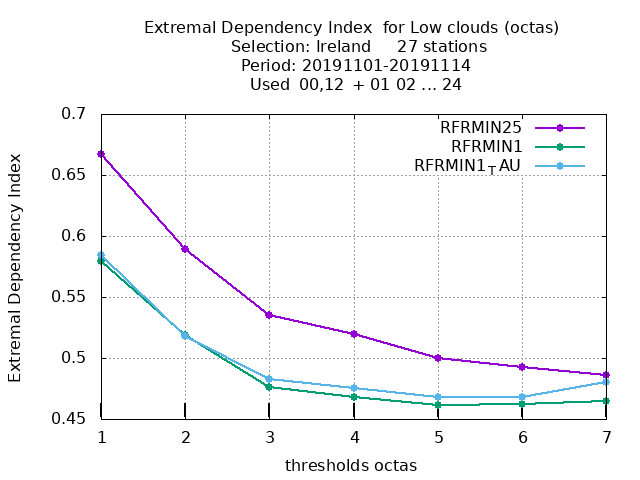 Extremal Dependency Index for Low clouds (octas)
Selection: Ireland 27 stations
Period: 20191101-20191114
Used 00,12 + 01 02 ... 24
RFRMIN25
RFRMIN1
RFRMIN1TAU
Extremal Dependency Index
0.7
0.65
0.6
0.55
0.5
0.45
1 2 3 4 5 6 7
thresholds octas